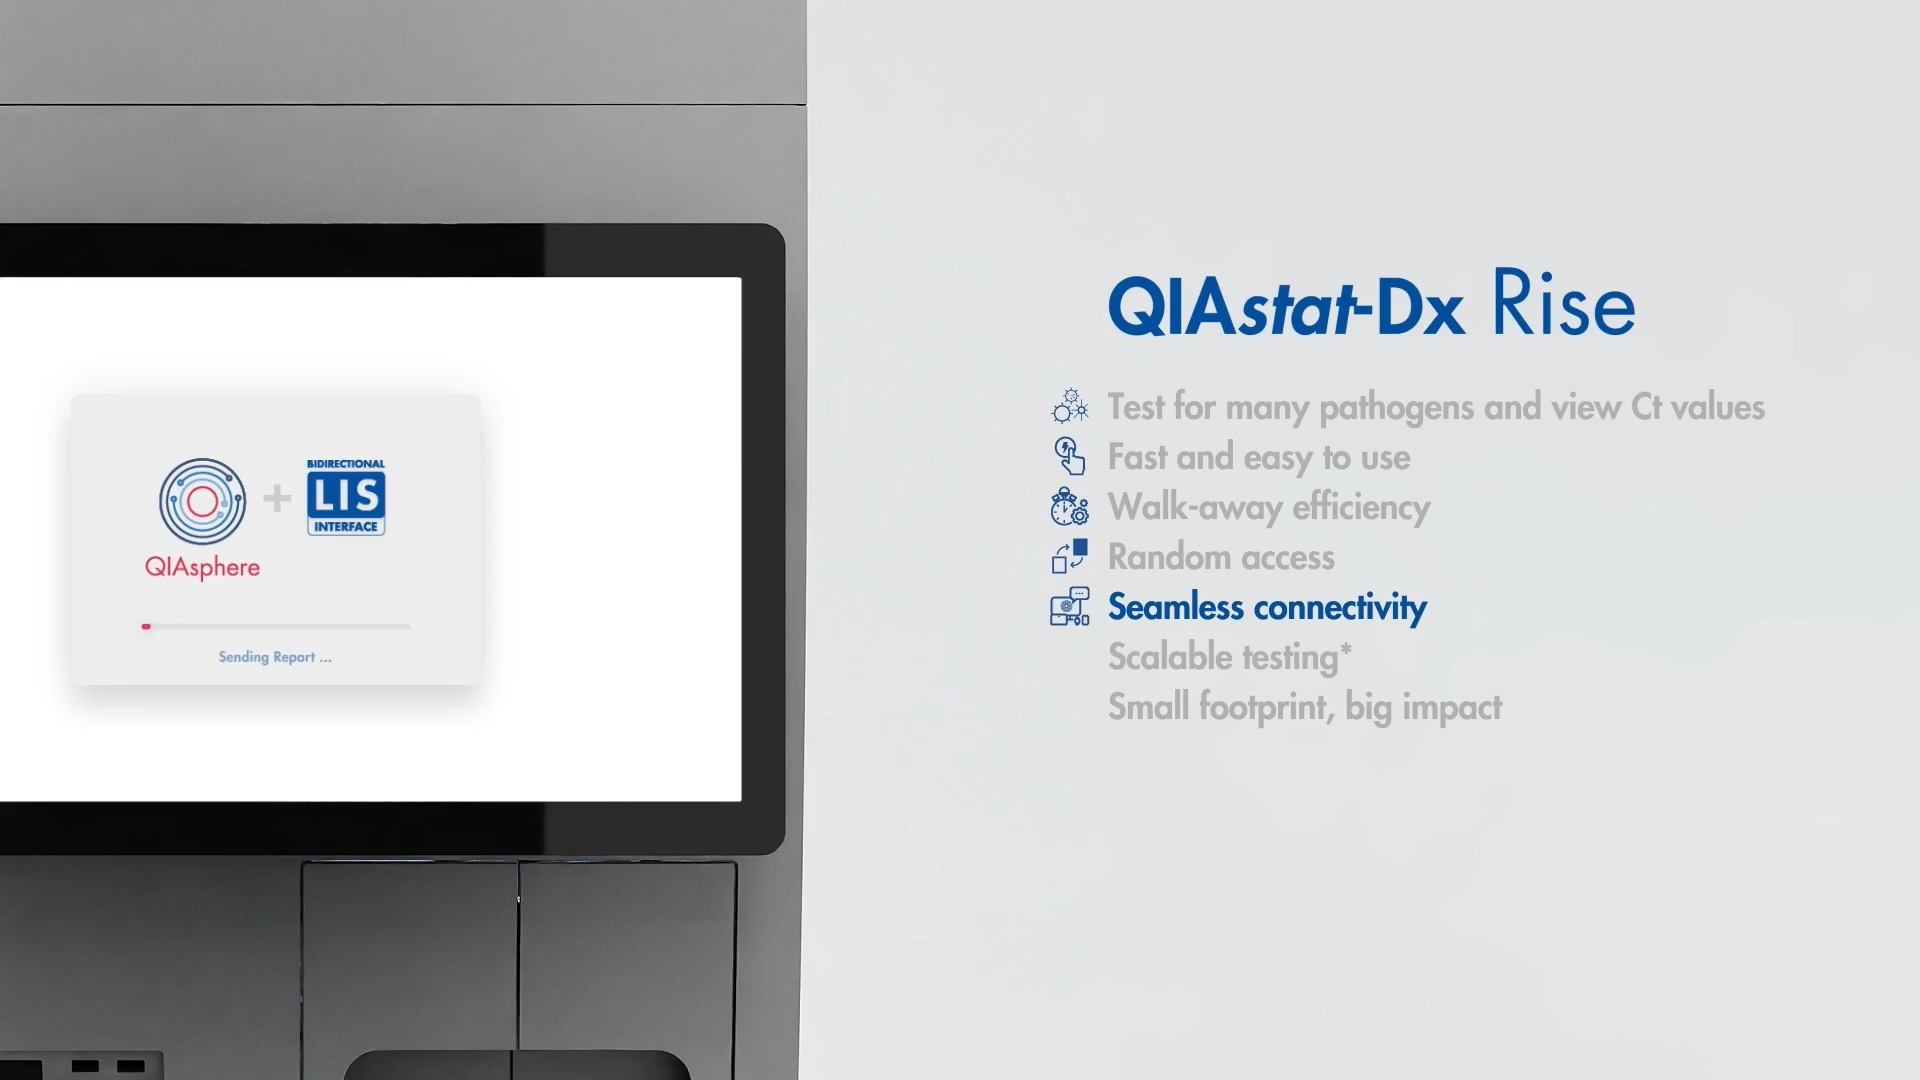 BIDIRECTIONAL
LIS
INTERFACE
QIAsphere
Sending Report ...
QIAstat-Dx Rise
Test for many pathogens and view Ct values
Fast and easy to use
Walk-away efficiency
Random access
Seamless connectivity
Scalable testing*
Small footprint, big impact